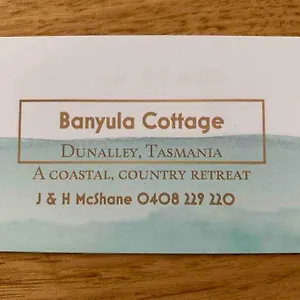 Banyula Cottage
Dunalley, Tasmania
A coastal, country retreat
J & H McShane 0408 229 220